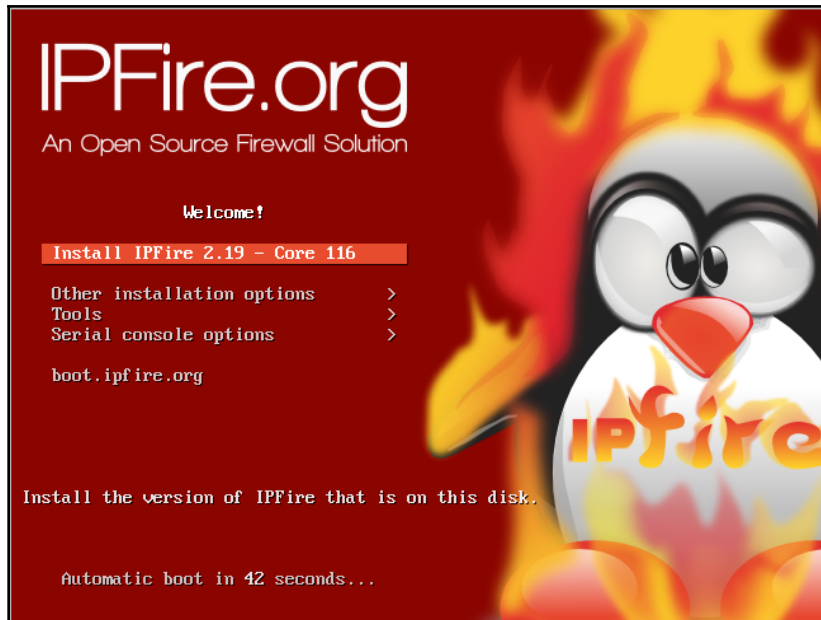 IPFire.org
An Open Source Firewall Solution
Welcome!
Install IPFire 2.19 - Core 116
Other installation options >
Tools >
Serial console options >
boot.ipfire.org
IPfire
Install the version of IPFire that is on this disk.
Automatic boot in 42 seconds...